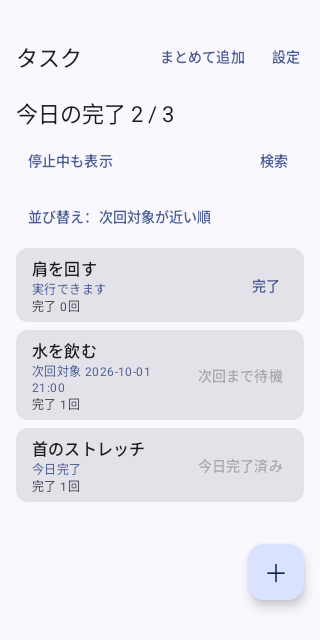 タスク
まとめて追加
設定
今日の完了 2 / 3
停止中も表示
検索
並び替え：次回対象が近い順
肩を回す
実行できます
完了 0回
完了
水を飲む
次回対象 2026-10-01
21:00
完了 1回
次回まで待機
首のストレッチ
今日完了
完了 1回
今日完了済み